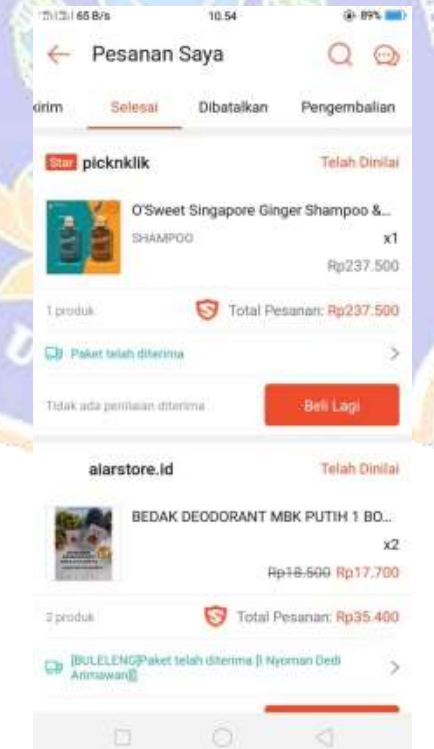 65 B/s 10.54 89%
Pesanan Saya
kirim Selesai Dibatalkan Pengembalian
Star picknklik Telah Dinilai
O'Sweet Singapore Ginger Shampoo &...
SHAMPOO x1
Rp237.500
1 produk Total Pesanan: Rp237.500
Paket telah diterima
Tidak ada penilaian diterima Beli Lagi
alarstore.id Telah Dinilai
BEDAK DEODORANT MBK PUTIH 1 BO...
x2
Rp18.500 Rp17.700
2 produk Total Pesanan: Rp35.400
[BULELENG]Paket telah diterima [I Nyoman Dedi